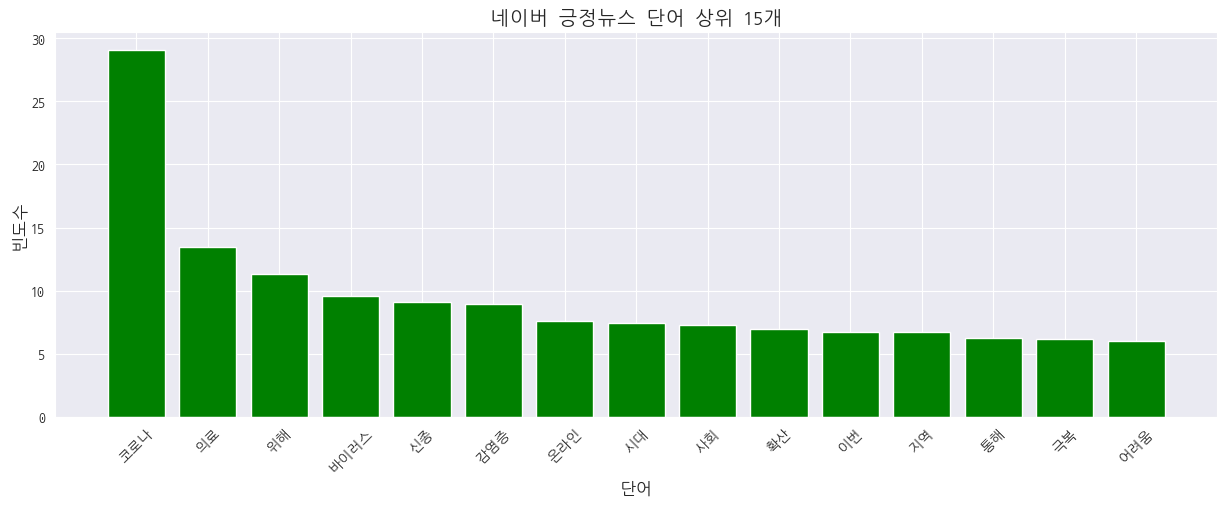 네이버 긍정뉴스 단어 상위 15개
빈도수
30
25
20
15
10
5
0
코로나
의료
위해
바이러스
신종
감염증
온라인
시대
사회
확산
이번
지역
통해
극복
어려움
단어